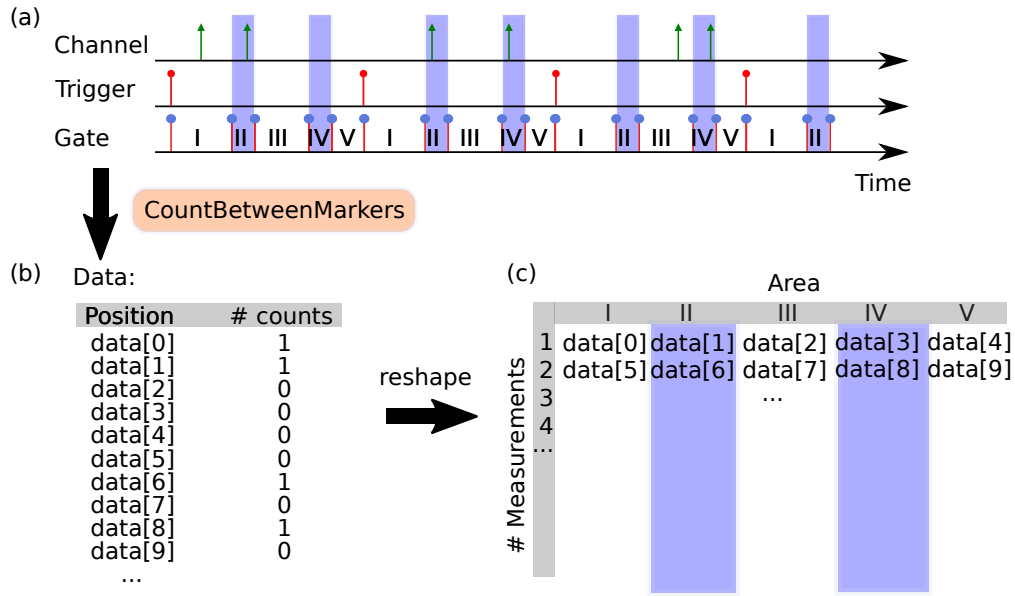 (a)
Channel
Trigger
Gate
I II III IV V I II III IV V I II III IV V I II
Time
CountBetweenMarkers
(b) Data:
Position # counts
data[0] 1
data[1] 1
data[2] 0
data[3] 0
data[4] 0
data[5] 0
data[6] 1
data[7] 0
data[8] 1
data[9] 0
...
reshape
(c)
Area
I II III IV V
# Measurements
1 data[0] data[1] data[2] data[3] data[4]
2 data[5] data[6] data[7] data[8] data[9]
3 ...
4
...